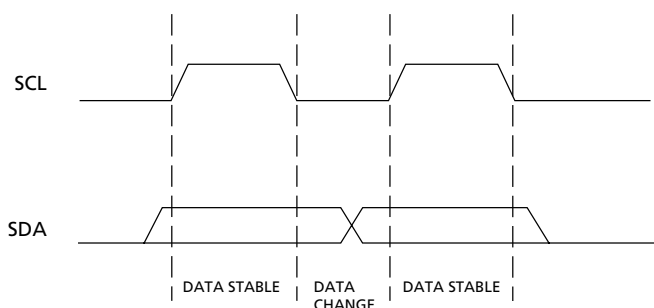 SCL
SDA
DATA STABLE
DATA
CHANGE
DATA STABLE